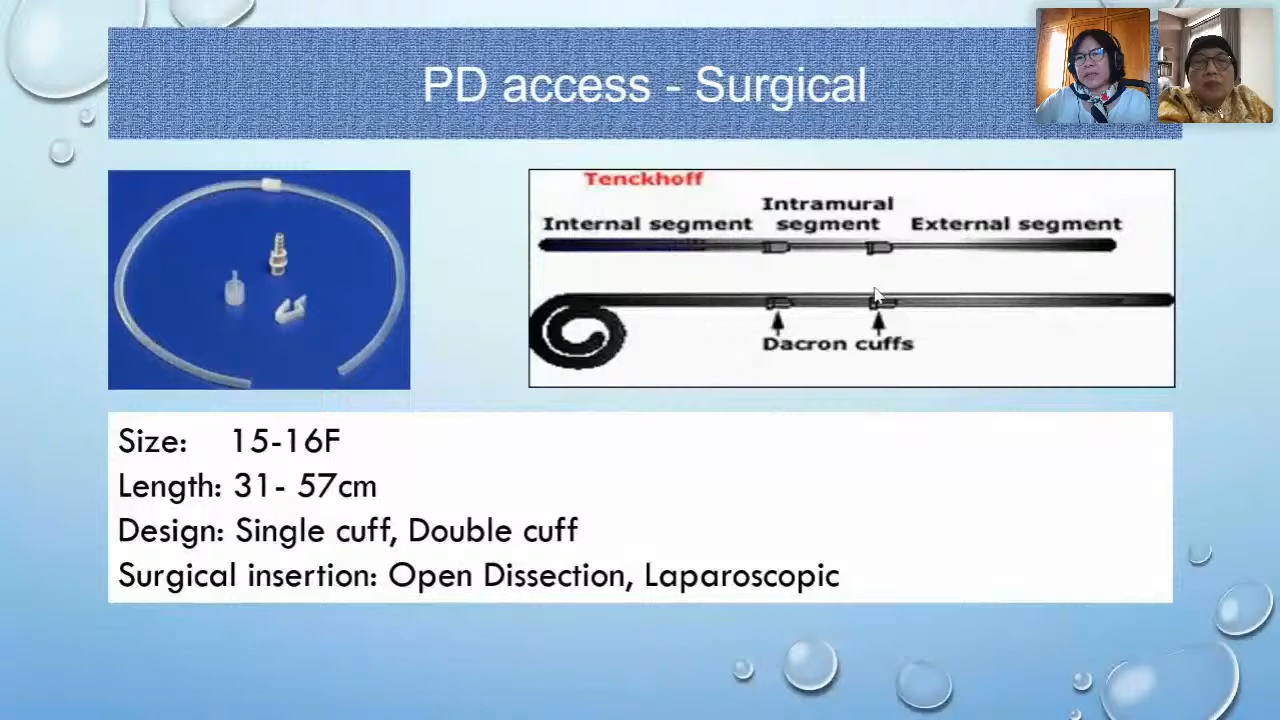 PD access - Surgical
Tenckhoff
Intramural
Internal segment segment External segment
Dacron cuffs
Size: 15-16F
Length: 31- 57cm
Design: Single cuff, Double cuff
Surgical insertion: Open Dissection, Laparoscopic